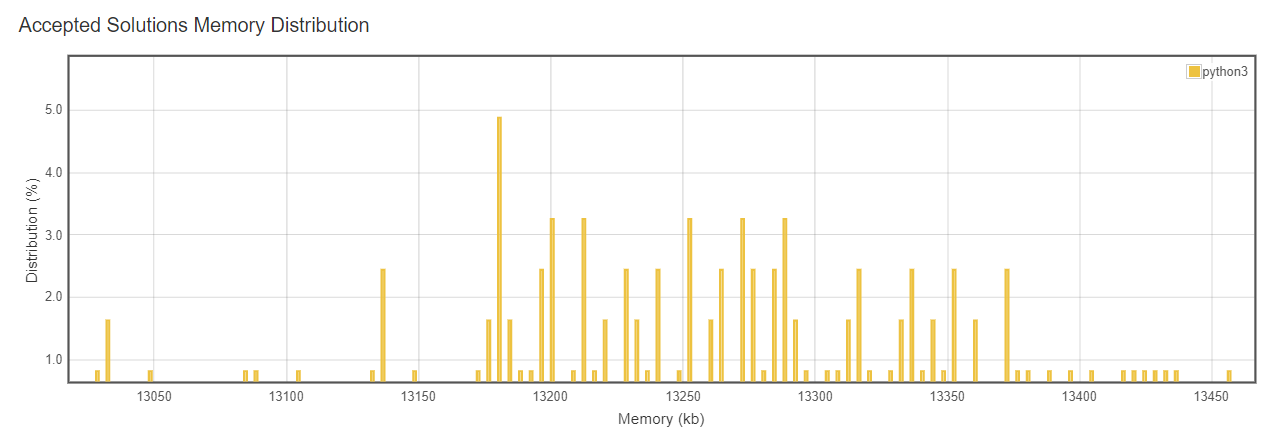 Accepted Solutions Memory Distribution
python3
Distribution (%)
5.0
4.0
3.0
2.0
1.0
13050 13100 13150 13200 13250 13300 13350 13400 13450
Memory (kb)